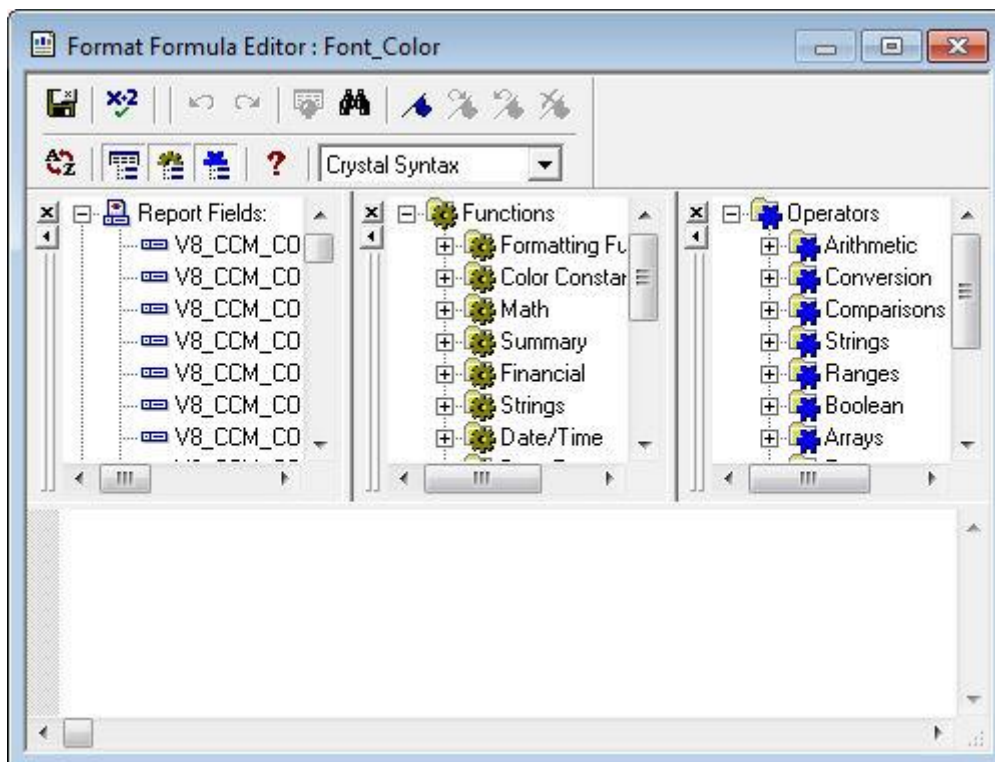 Format Formula Editor : Font_Color
X+2
A Z
? Crystal Syntax
Report Fields:
V8_CCM_CO
V8_CCM_CO
V8_CCM_CO
V8_CCM_CO
V8_CCM_CO
V8_CCM_CO
V8_CCM_CO
Functions
Formatting Fu
Color Constar
Math
Summary
Financial
Strings
Date/Time
Operators
Arithmetic
Conversion
Comparisons
Strings
Ranges
Boolean
Arrays